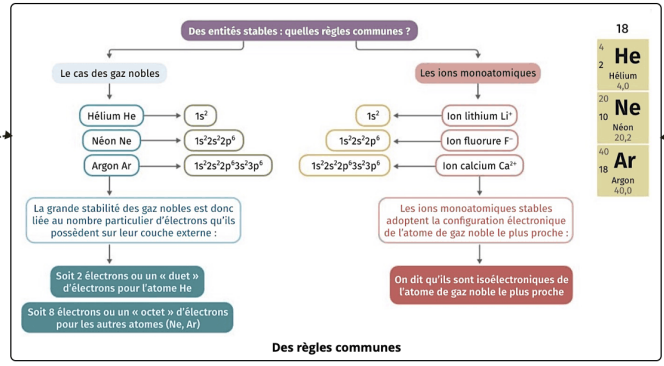 Des entités stables : quelles règles communes ?
Le cas des gaz nobles
Hélium He
1s²
Néon Ne
1s²2s²2p⁶
Argon Ar
1s²2s²2p⁶3s²3p⁶
La grande stabilité des gaz nobles est donc
liée au nombre particulier d'électrons qu'ils
possèdent sur leur couche externe :
Soit 2 électrons ou un « duet »
d'électrons pour l'atome He
Soit 8 électrons ou un « octet » d'électrons
pour les autres atomes (Ne, Ar)
Les ions monoatomiques
1s²
Ion lithium Li⁺
1s²2s²2p⁶
Ion fluorure F⁻
1s²2s²2p⁶3s²3p⁶
Ion calcium Ca²⁺
Les ions monoatomiques stables
adoptent la configuration électronique
de l'atome de gaz noble le plus proche :
On dit qu'ils sont isoélectroniques de
l'atome de gaz noble le plus proche
18
4
2
He
Hélium
4,0
20
10
Ne
Néon
20,2
40
18
Ar
Argon
40,0
Des règles communes